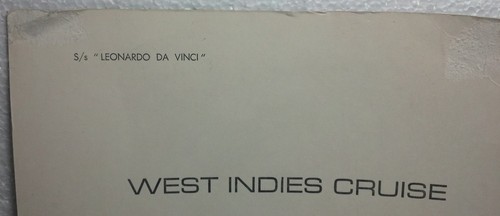 S/s "LEONARDO DA VINCI"
WEST INDIES CRUISE